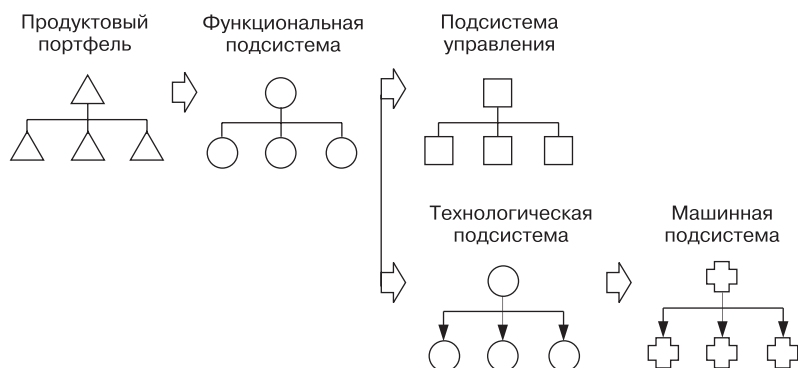 Продуктовый
портфель
Функциональная
подсистема
Подсистема
управления
Технологическая
подсистема
Машинная
подсистема